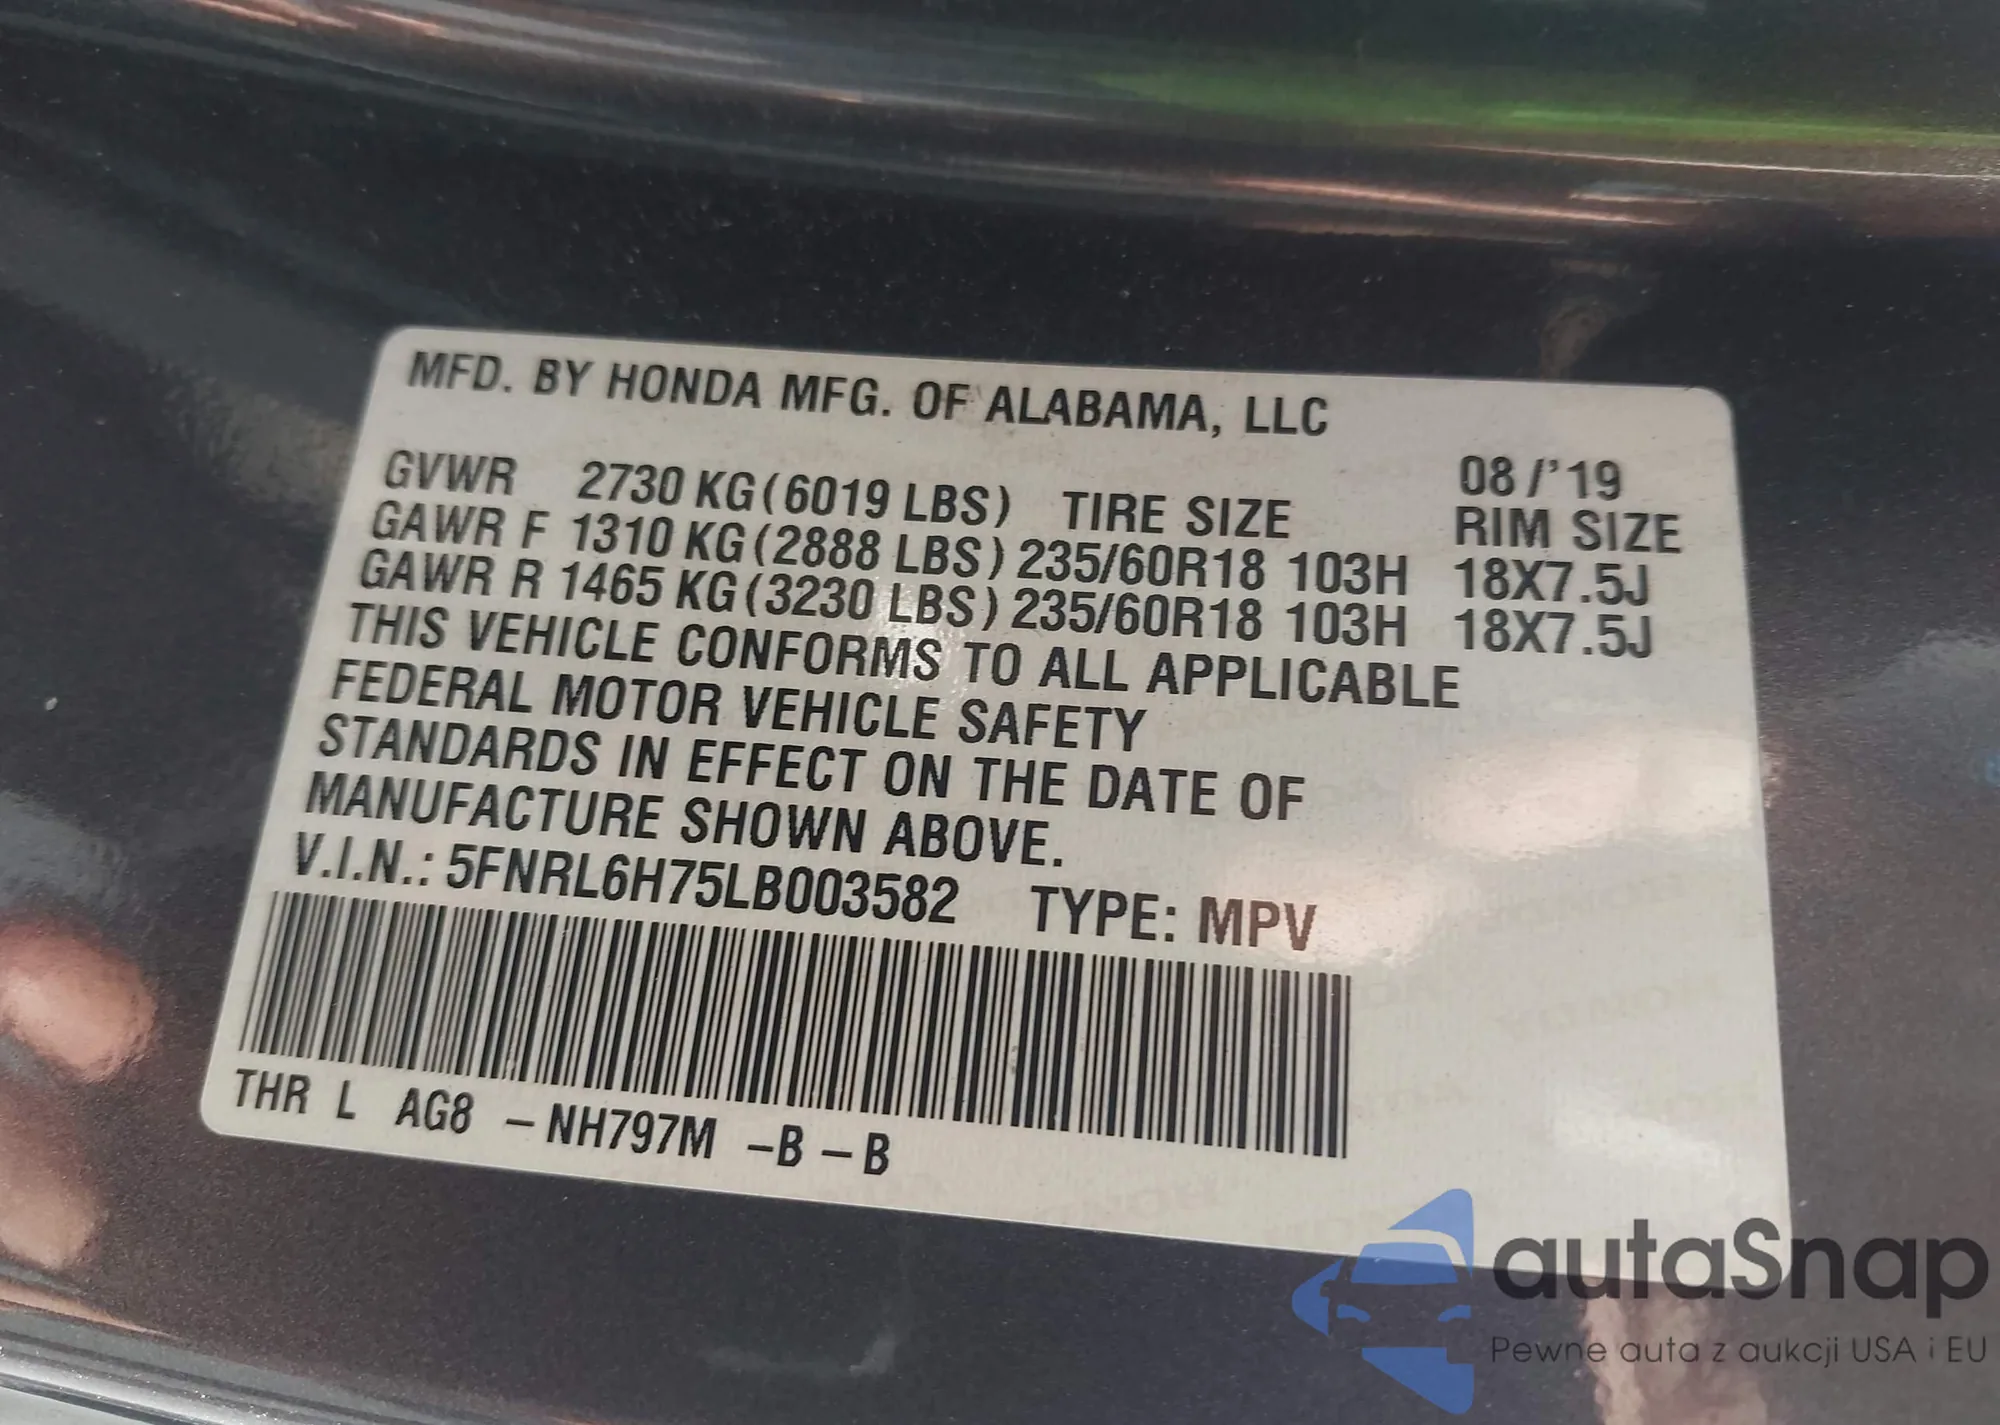 MFD. BY HONDA MFG. OF ALABAMA, LLC
08/'19
GVWR 2730 KG(6019 LBS) TIRE SIZE RIM SIZE
GAWR F 1310 KG(2888 LBS) 235/60R18 103H 18X7.5J
GAWR R 1465 KG(3230 LBS) 235/60R18 103H 18X7.5J
THIS VEHICLE CONFORMS TO ALL APPLICABLE
FEDERAL MOTOR VEHICLE SAFETY
STANDARDS IN EFFECT ON THE DATE OF
MANUFACTURE SHOWN ABOVE.
V.I.N.: 5FNRL6H75LB003582 TYPE: MPV
THR L AG8 –NH797M –B –B
autaSnap
Pewne auta z aukcji USA i EU